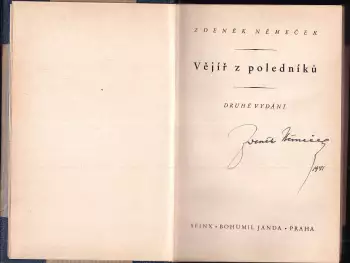 ZDENĚK NĚMEČEK
Vějíř z poledníků
DRUHÉ VYDÁNÍ
Zdeněk Němeček
SFINX • BOHUMIL JANDA • PRAHA